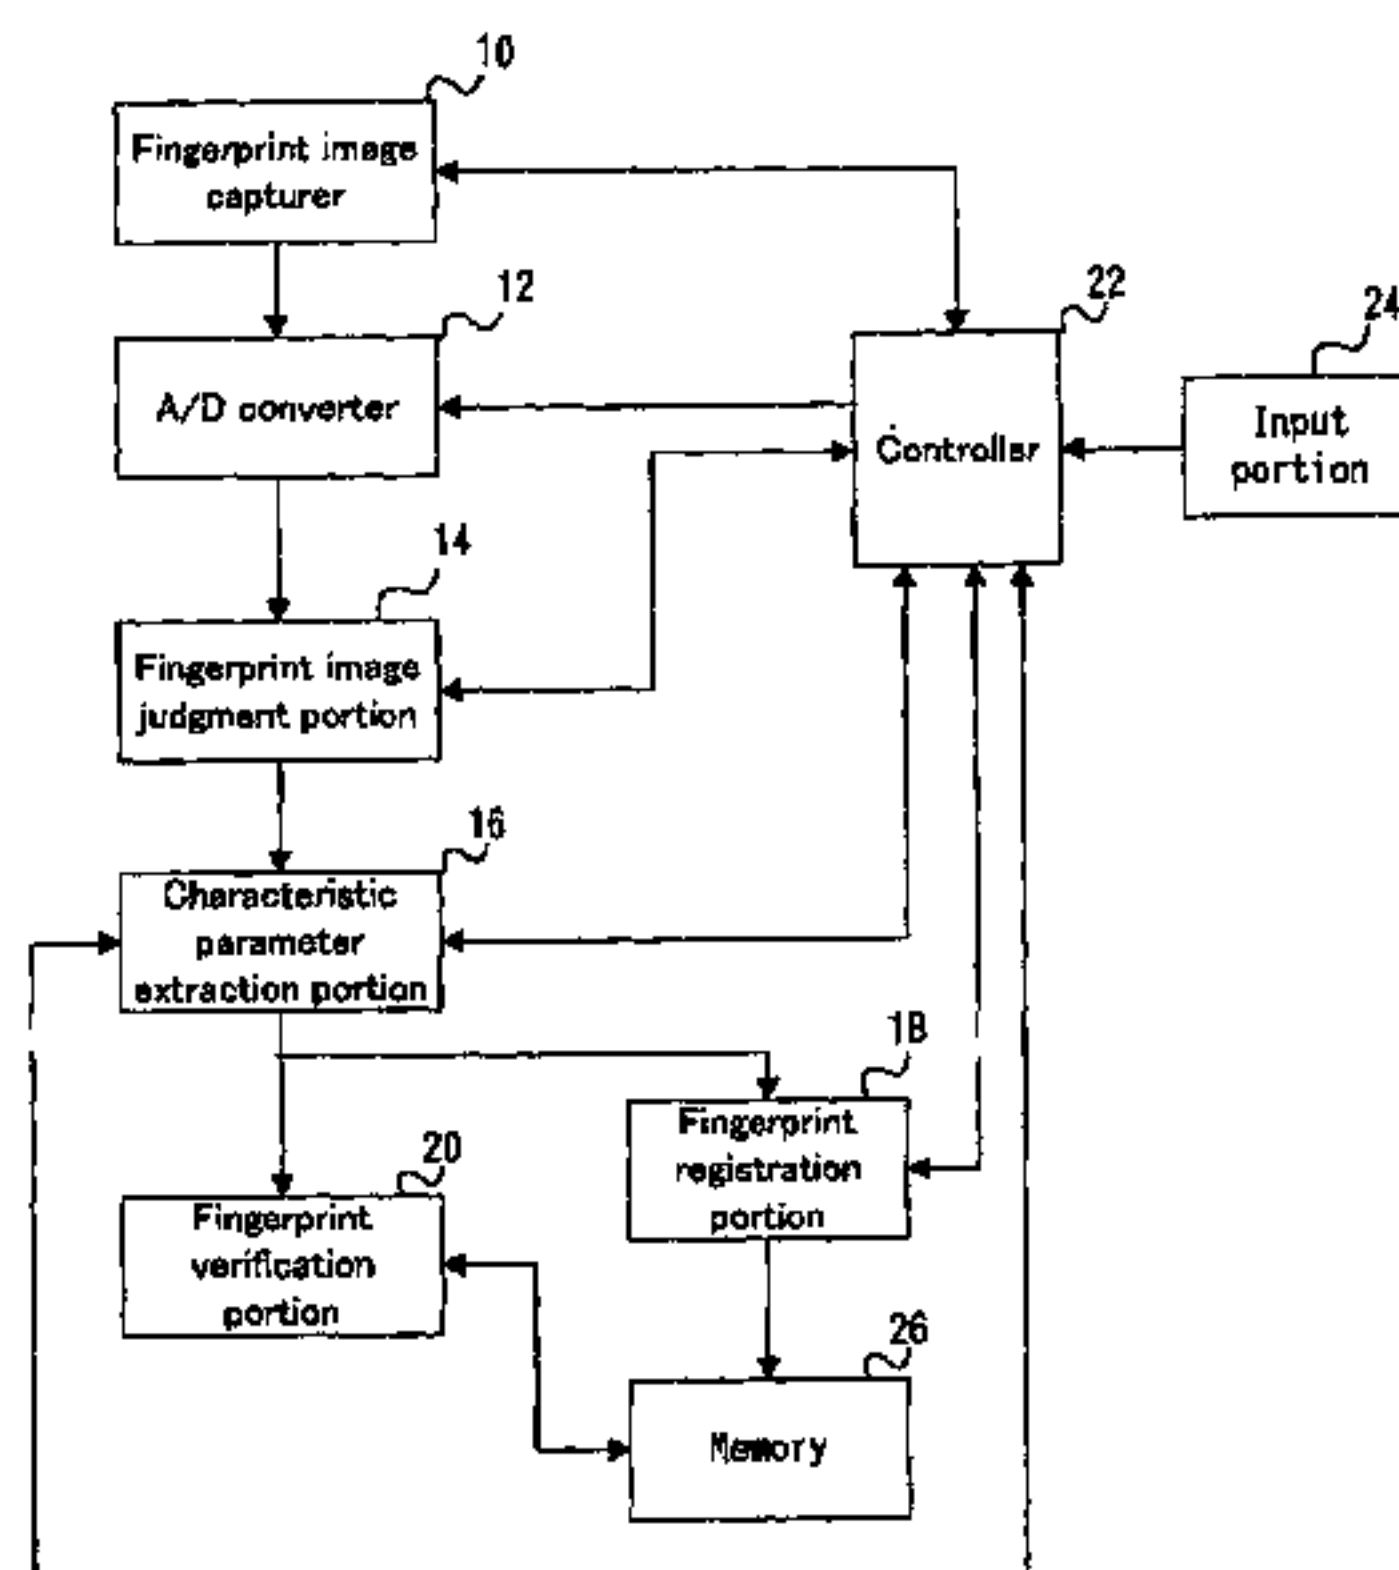 10
Fingerprint image
capturer
12
A/D converter
22
Controller
24
Input
portion
14
Fingerprint image
judgment portion
16
Characteristic
parameter
extraction portion
18
Fingerprint
registration
portion
20
Fingerprint
verification
portion
26
Memory